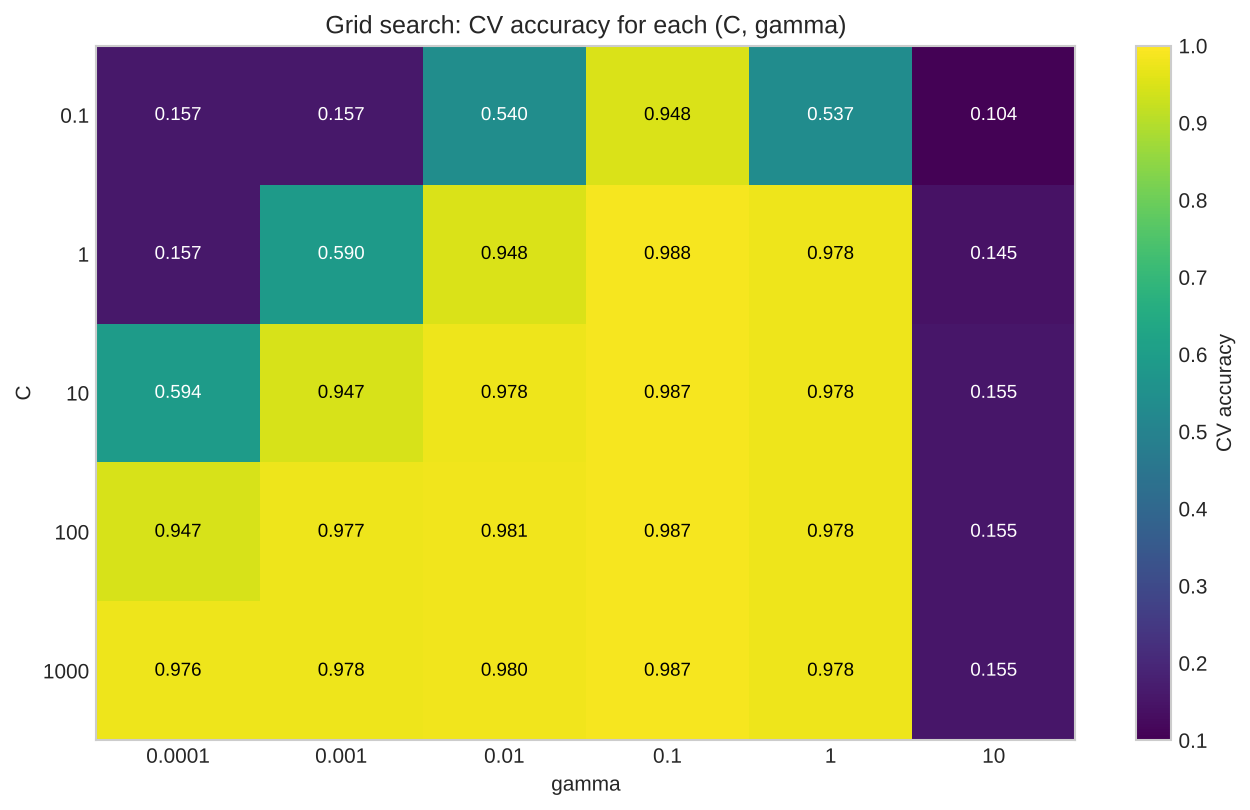 Grid search: CV accuracy for each (C, gamma)
0.1 0.157 0.157 0.540 0.948 0.537 0.104
1 0.157 0.590 0.948 0.988 0.978 0.145
10 0.594 0.947 0.978 0.987 0.978 0.155
100 0.947 0.977 0.981 0.987 0.978 0.155
1000 0.976 0.978 0.980 0.987 0.978 0.155
0.0001 0.001 0.01 0.1 1 10
gamma
C
1.0
0.9
0.8
0.7
0.6
0.5
0.4
0.3
0.2
0.1
CV accuracy